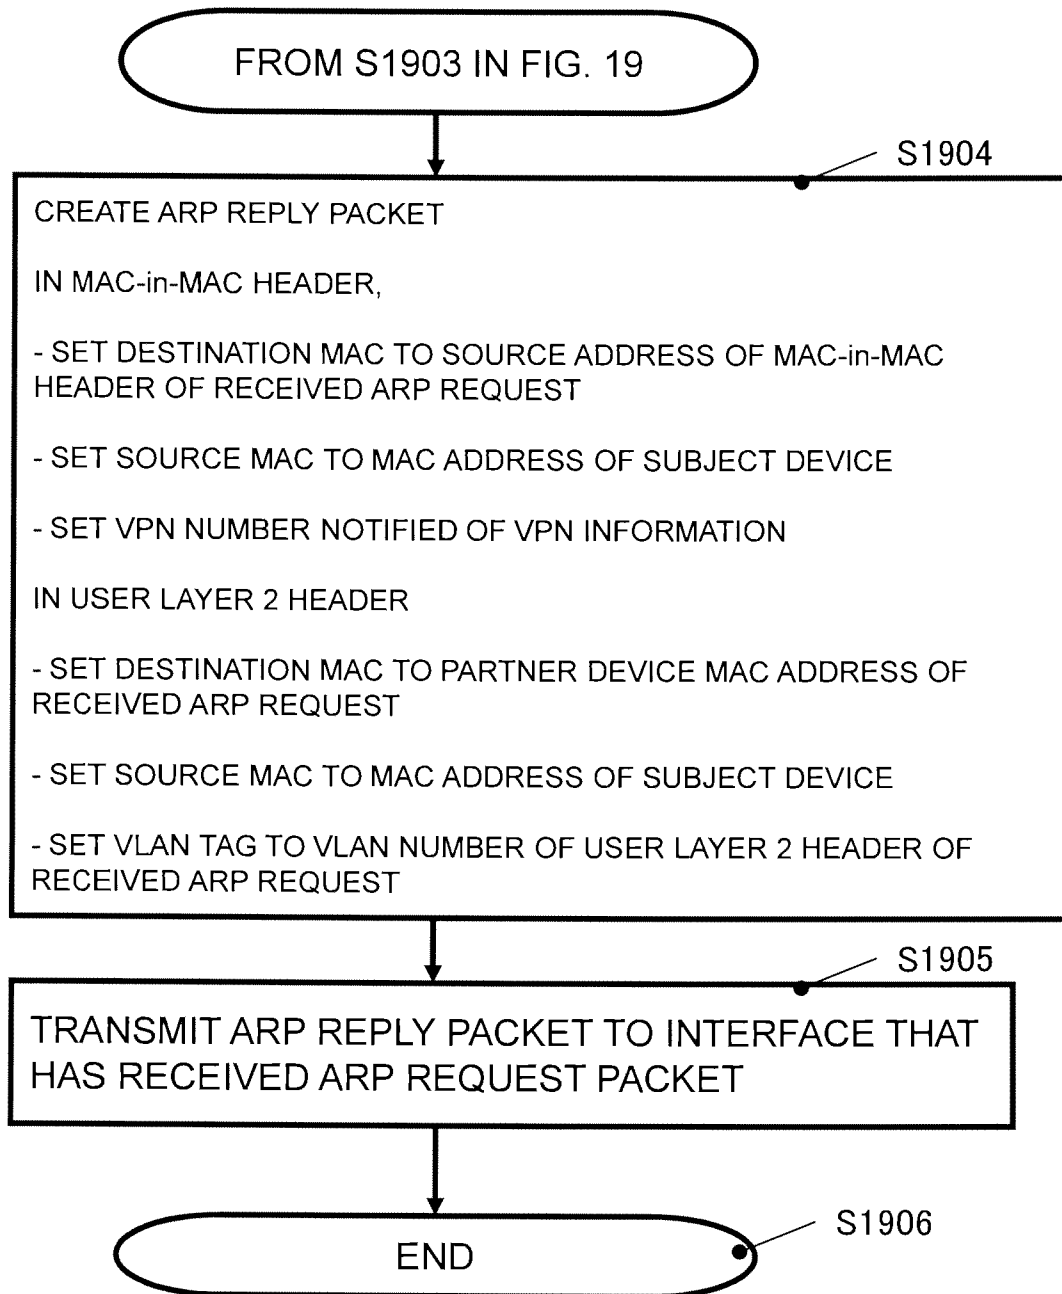 FROM S1903 IN FIG. 19
S1904
CREATE ARP REPLY PACKET
IN MAC-in-MAC HEADER,
- SET DESTINATION MAC TO SOURCE ADDRESS OF MAC-in-MAC
HEADER OF RECEIVED ARP REQUEST
- SET SOURCE MAC TO MAC ADDRESS OF SUBJECT DEVICE
- SET VPN NUMBER NOTIFIED OF VPN INFORMATION
IN USER LAYER 2 HEADER
- SET DESTINATION MAC TO PARTNER DEVICE MAC ADDRESS OF
RECEIVED ARP REQUEST
- SET SOURCE MAC TO MAC ADDRESS OF SUBJECT DEVICE
- SET VLAN TAG TO VLAN NUMBER OF USER LAYER 2 HEADER OF
RECEIVED ARP REQUEST
S1905
TRANSMIT ARP REPLY PACKET TO INTERFACE THAT
HAS RECEIVED ARP REQUEST PACKET
S1906
END